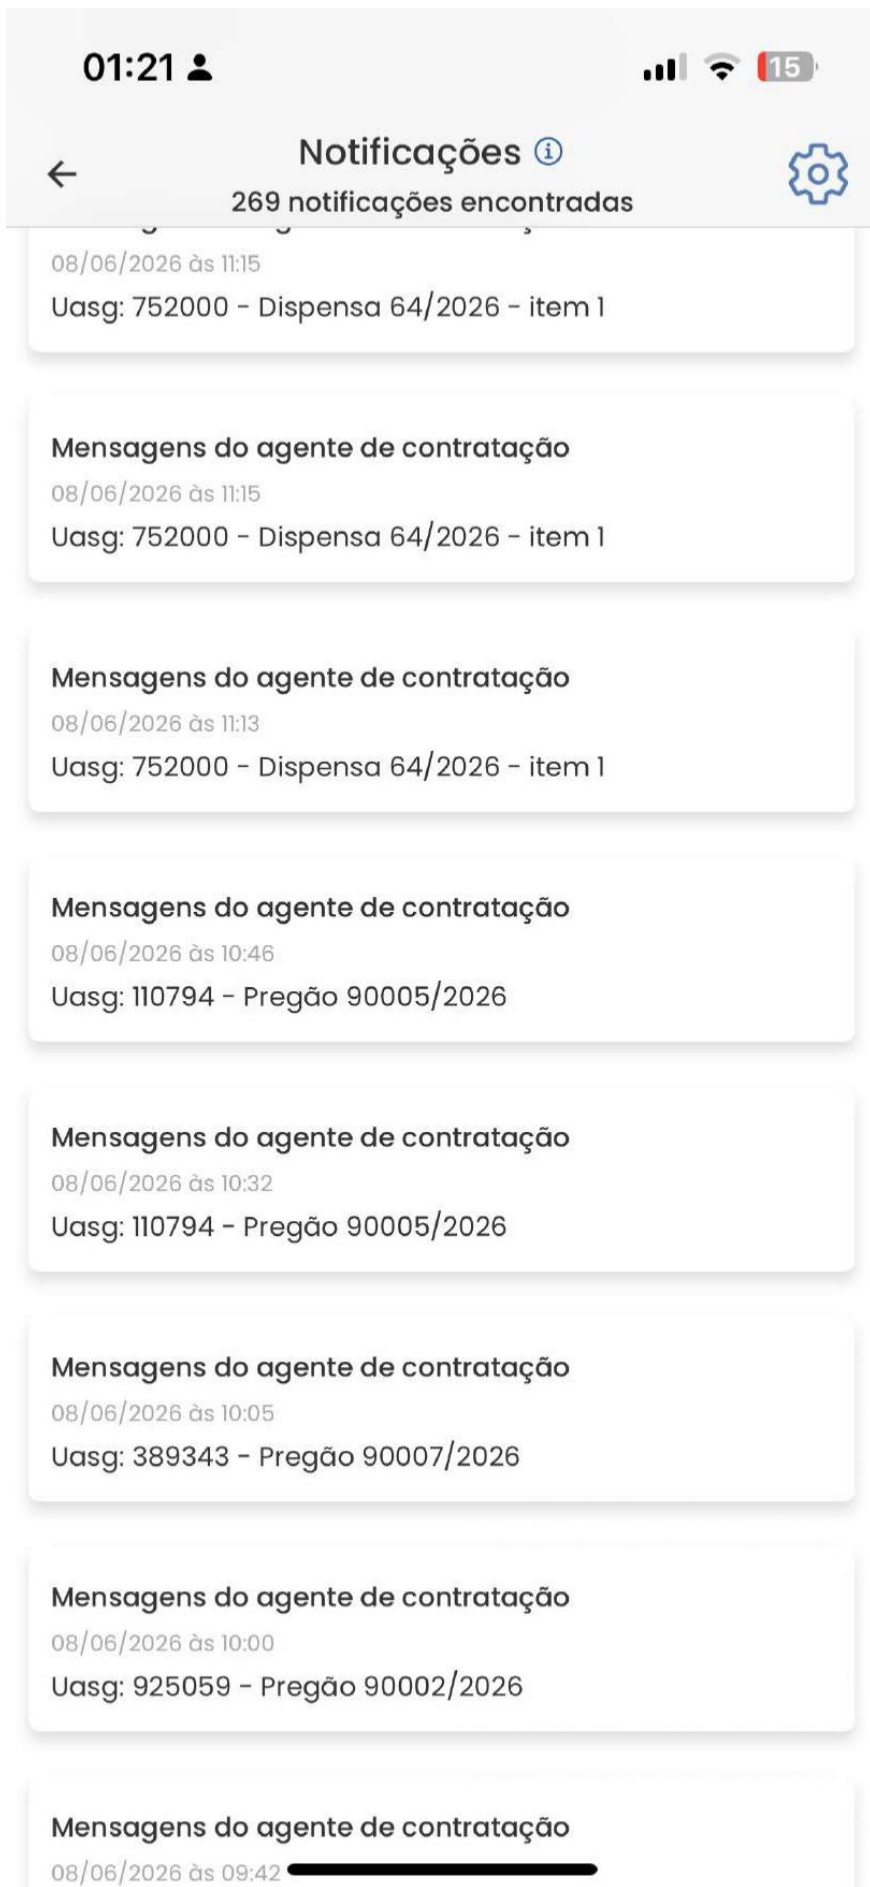 01:21
15
Notificações
269 notificações encontradas
08/06/2026 às 11:15
Uasg: 752000 - Dispensa 64/2026 - item 1
Mensagens do agente de contratação
08/06/2026 às 11:15
Uasg: 752000 - Dispensa 64/2026 - item 1
Mensagens do agente de contratação
08/06/2026 às 11:13
Uasg: 752000 - Dispensa 64/2026 - item 1
Mensagens do agente de contratação
08/06/2026 às 10:46
Uasg: 110794 - Pregão 90005/2026
Mensagens do agente de contratação
08/06/2026 às 10:32
Uasg: 110794 - Pregão 90005/2026
Mensagens do agente de contratação
08/06/2026 às 10:05
Uasg: 389343 - Pregão 90007/2026
Mensagens do agente de contratação
08/06/2026 às 10:00
Uasg: 925059 - Pregão 90002/2026
Mensagens do agente de contratação
08/06/2026 às 09:42